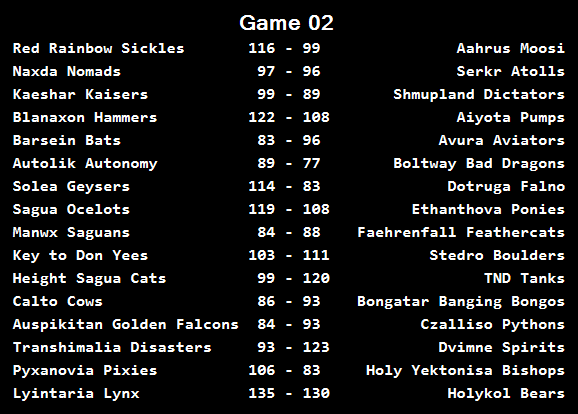 Game 02
Red Rainbow Sickles 116 - 99 Aahrus Moosi
Naxda Nomads 97 - 96 Serkr Atolls
Kaeshar Kaisers 99 - 89 Shmupland Dictators
Blanaxon Hammers 122 - 108 Aiyota Pumps
Barsein Bats 83 - 96 Avura Aviators
Autolik Autonomy 89 - 77 Boltway Bad Dragons
Solea Geysers 114 - 83 Dotruga Falno
Sagua Ocelots 119 - 108 Ethanthova Ponies
Manwx Saguans 84 - 88 Faehrenfall Feathercats
Key to Don Yees 103 - 111 Stedro Boulders
Height Sagua Cats 99 - 120 TND Tanks
Calto Cows 86 - 93 Bongatar Banging Bongos
Auspikitan Golden Falcons 84 - 93 Czalliso Pythons
Transhimalia Disasters 93 - 123 Dvimne Spirits
Pyxanovia Pixies 106 - 83 Holy Yektonisa Bishops
Lyintaria Lynx 135 - 130 Holykol Bears